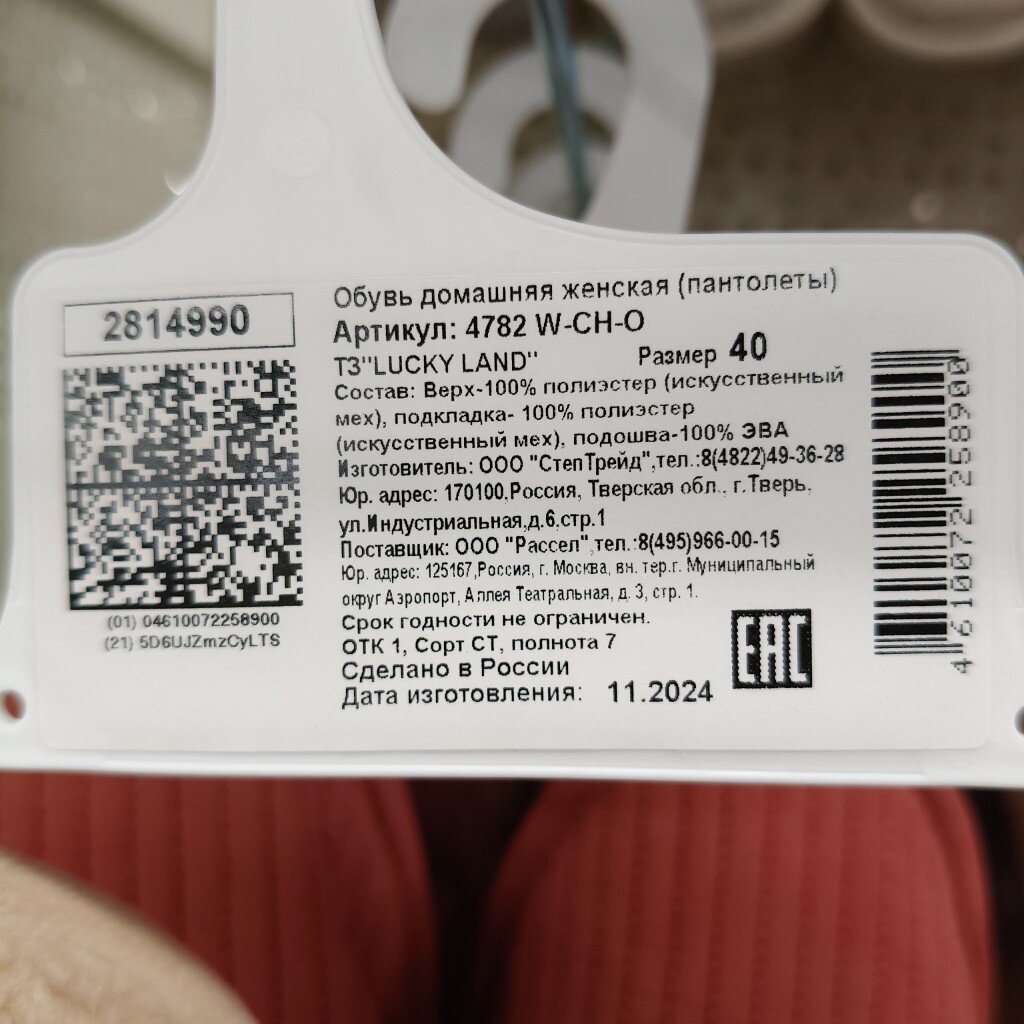 2814990
(01) 04610072258900
(21) 5D6UJZmzCyLTS
Обувь домашняя женская (пантолеты)
Артикул: 4782 W-CH-O
ТЗ"LUCKY LAND" Размер 40
Состав: Верх-100% полиэстер (искусственный
мех), подкладка- 100% полиэстер
(искусственный мех), подошва-100% ЭВА
Изготовитель: ООО "СтепТрейд",тел.:8(4822)49-36-28
Юр. адрес: 170100,Россия, Тверская обл., г.Тверь,
ул.Индустриальная,д.6,стр.1
Поставщик: ООО "Рассел",тел.:8(495)966-00-15
Юр. адрес: 125167,Россия, г. Москва, вн. тер.г. Муниципальный
округ Аэропорт, Аллея Театральная, д. 3, стр. 1.
Срок годности не ограничен.
ОТК 1, Сорт СТ, полнота 7
Сделано в России
Дата изготовления: 11.2024
EAC
4 610072 258900